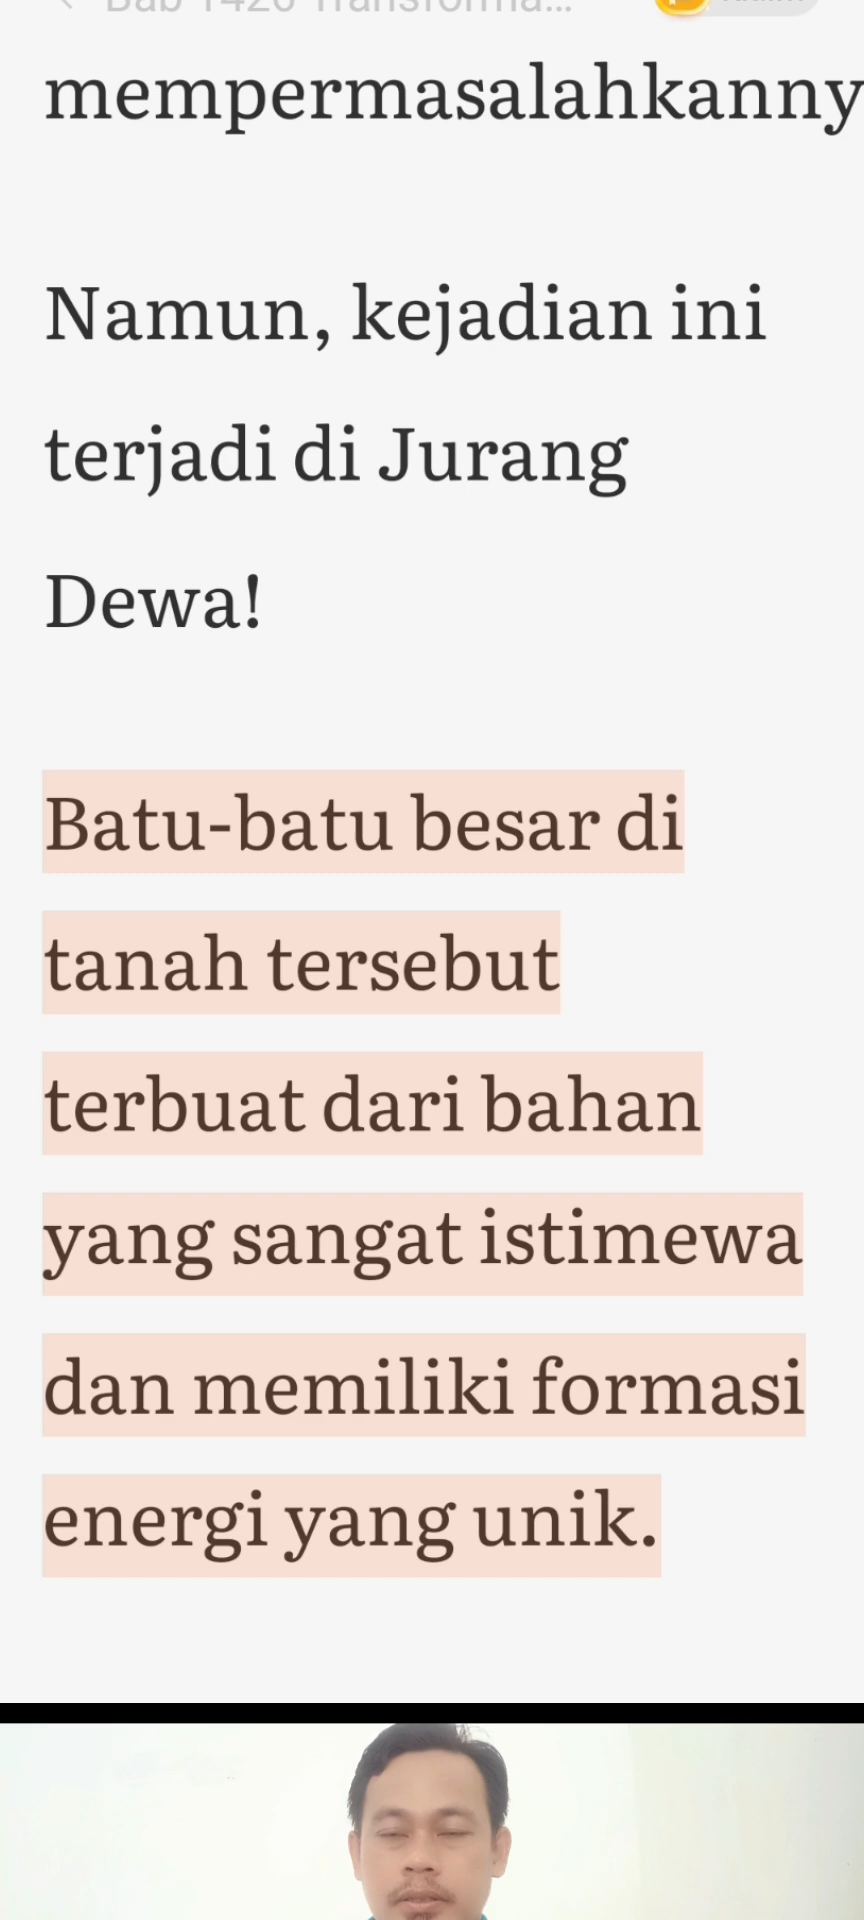 mempermasalahkanny
Namun, kejadian ini
terjadi di Jurang
Dewa!
Batu-batu besar di
tanah tersebut
terbuat dari bahan
yang sangat istimewa
dan memiliki formasi
energi yang unik.